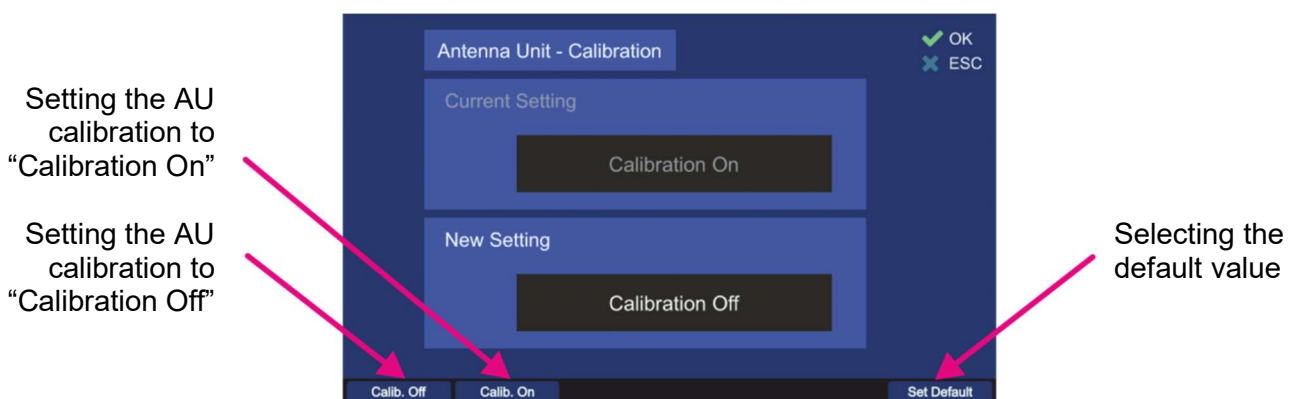 Antenna Unit - Calibration
OK
ESC
Setting the AU
calibration to
“Calibration On”
Current Setting
Calibration On
Setting the AU
calibration to
“Calibration Off”
New Setting
Calibration Off
Selecting the
default value
Calib. Off
Calib. On
Set Default